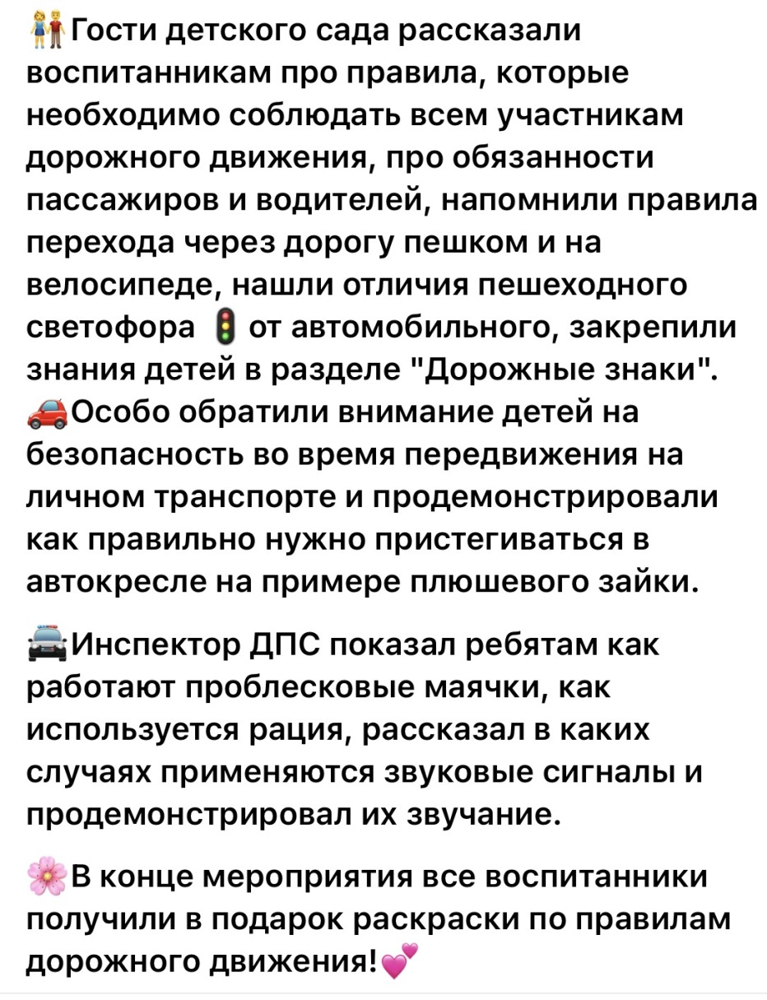 👫Гости детского сада рассказали
воспитанникам про правила, которые
необходимо соблюдать всем участникам
дорожного движения, про обязанности
пассажиров и водителей, напомнили правила
перехода через дорогу пешком и на
велосипеде, нашли отличия пешеходного
светофора 🚦 от автомобильного, закрепили
знания детей в разделе "Дорожные знаки".
🚗Особо обратили внимание детей на
безопасность во время передвижения на
личном транспорте и продемонстрировали
как правильно нужно пристегиваться в
автокресле на примере плюшевого зайки.
🚔Инспектор ДПС показал ребятам как
работают проблесковые маячки, как
используется рация, рассказал в каких
случаях применяются звуковые сигналы и
продемонстрировал их звучание.
🌸В конце мероприятия все воспитанники
получили в подарок раскраски по правилам
дорожного движения!💕